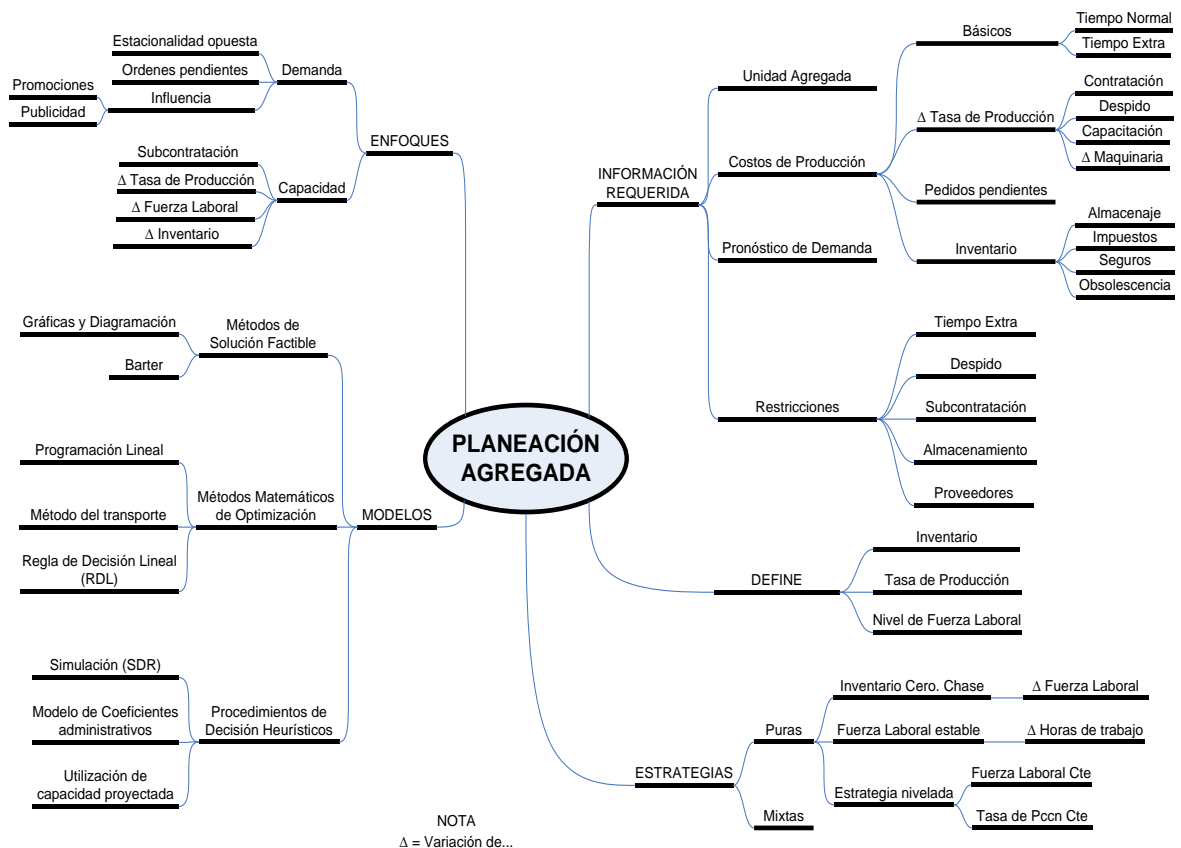 PLANEACIÓN
AGREGADA
ENFOQUES
Demanda
Estacionalidad opuesta
Ordenes pendientes
Influencia
Promociones
Publicidad
Capacidad
Subcontratación
Δ Tasa de Producción
Δ Fuerza Laboral
Δ Inventario
MODELOS
Métodos de
Solución Factible
Gráficas y Diagramación
Barter
Métodos Matemáticos
de Optimización
Programación Lineal
Método del transporte
Regla de Decisión Lineal
(RDL)
Procedimientos de
Decisión Heurísticos
Simulación (SDR)
Modelo de Coeficientes
administrativos
Utilización de
capacidad proyectada
INFORMACIÓN
REQUERIDA
Unidad Agregada
Costos de Producción
Básicos
Tiempo Normal
Tiempo Extra
Δ Tasa de Producción
Contratación
Despido
Capacitación
Δ Maquinaria
Pedidos pendientes
Inventario
Almacenaje
Impuestos
Seguros
Obsolescencia
Pronóstico de Demanda
Restricciones
Tiempo Extra
Despido
Subcontratación
Almacenamiento
Proveedores
DEFINE
Inventario
Tasa de Producción
Nivel de Fuerza Laboral
ESTRATEGIAS
Puras
Inventario Cero. Chase
Δ Fuerza Laboral
Fuerza Laboral estable
Δ Horas de trabajo
Estrategia nivelada
Fuerza Laboral Cte
Tasa de Pccn Cte
Mixtas
NOTA
Δ = Variación de...